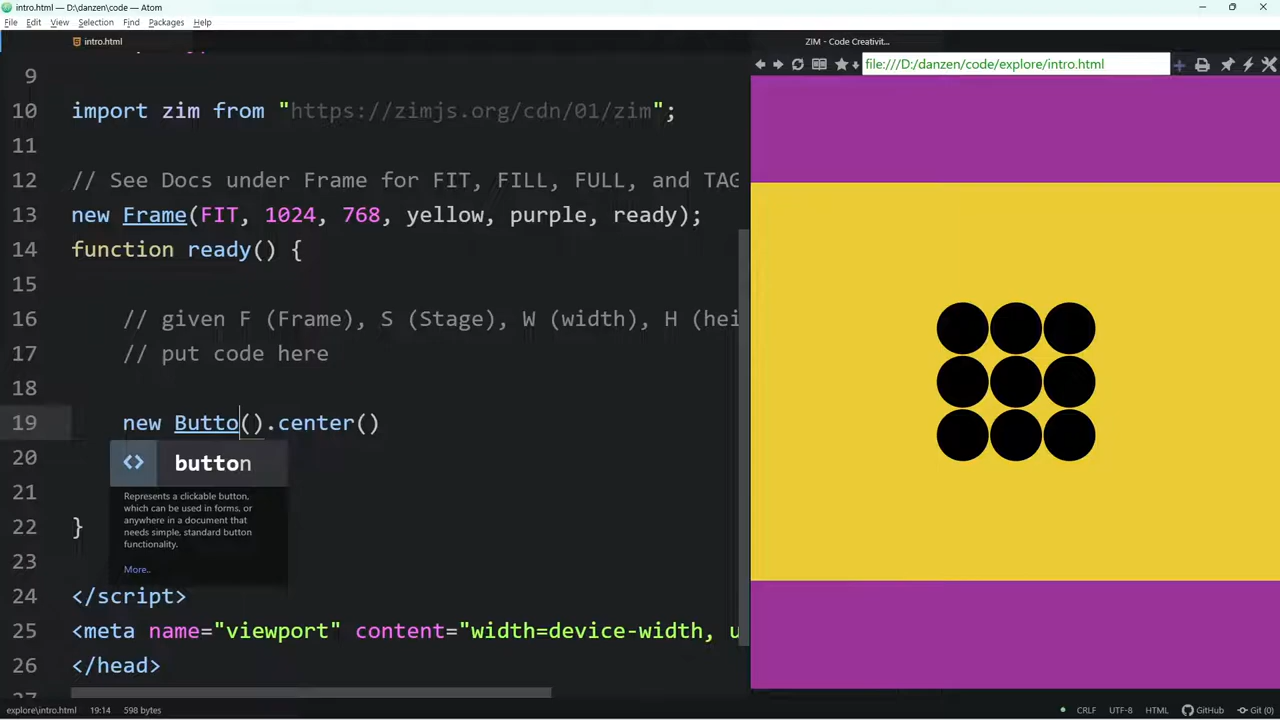 intro.html — D:\danzen\code — Atom
File Edit View Selection Find Packages Help
intro.html
ZIM - Code Creativit...
file:///D:/danzen/code/explore/intro.html
9
10 import zim from "https://zimjs.org/cdn/01/zim";
11
12 // See Docs under Frame for FIT, FILL, FULL, and TAG
13 new Frame(FIT, 1024, 768, yellow, purple, ready);
14 function ready() {
15
16 // given F (Frame), S (Stage), W (width), H (hei
17 // put code here
18
19 new Butto().center()
20 <> button
Represents a clickable button,
which can be used in forms, or
21 anywhere in a document that
needs simple, standard button
22 } functionality.
23 More..
24 </script>
25 <meta name="viewport" content="width=device-width, u
26 </head>
27
explore\intro.html 19:14 598 bytes CRLF UTF-8 HTML GitHub Git (0)